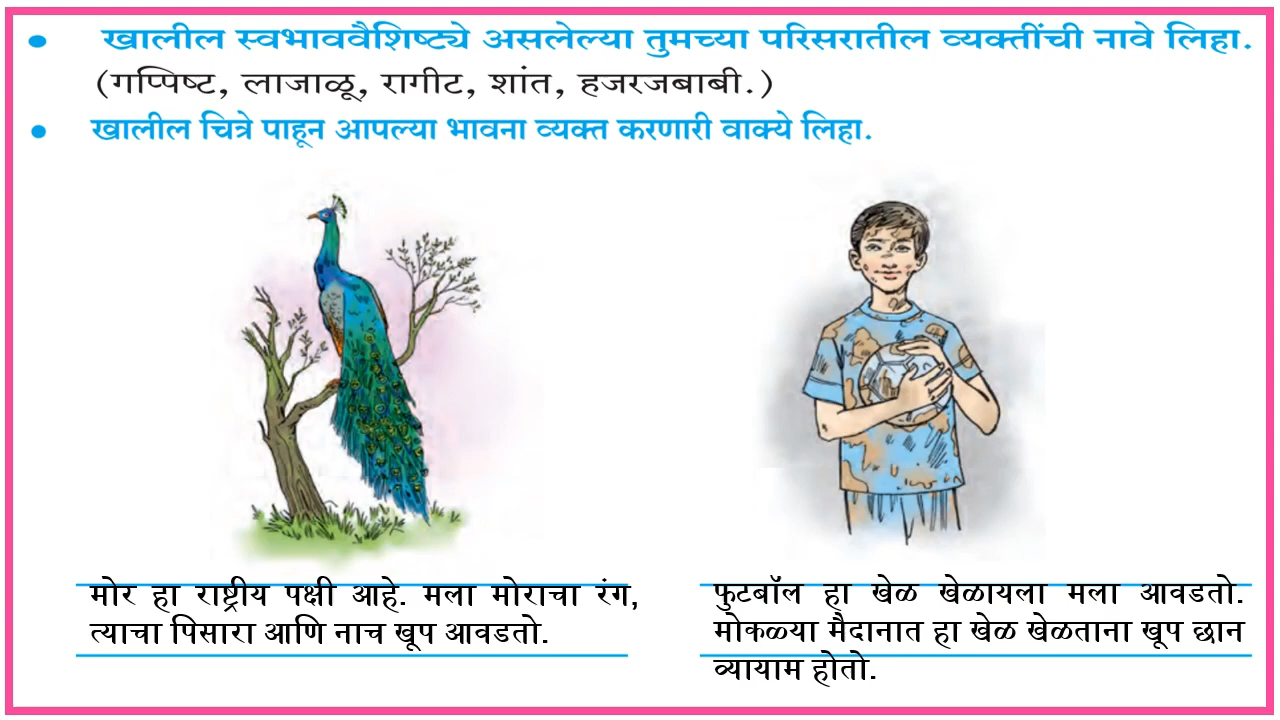 • खालील स्वभाववैशिष्ट्ये असलेल्या तुमच्या परिसरातील व्यक्तींची नावे लिहा.
(गप्पिष्ट, लाजाळू, रागीट, शांत, हजरजबाबी.)
• खालील चित्रे पाहून आपल्या भावना व्यक्त करणारी वाक्ये लिहा.
मोर हा राष्ट्रीय पक्षी आहे. मला मोराचा रंग,
त्याचा पिसारा आणि नाच खूप आवडतो.
फुटबॉल हा खेळ खेळायला मला आवडतो.
मोकळ्या मैदानात हा खेळ खेळताना खूप छान
व्यायाम होतो.